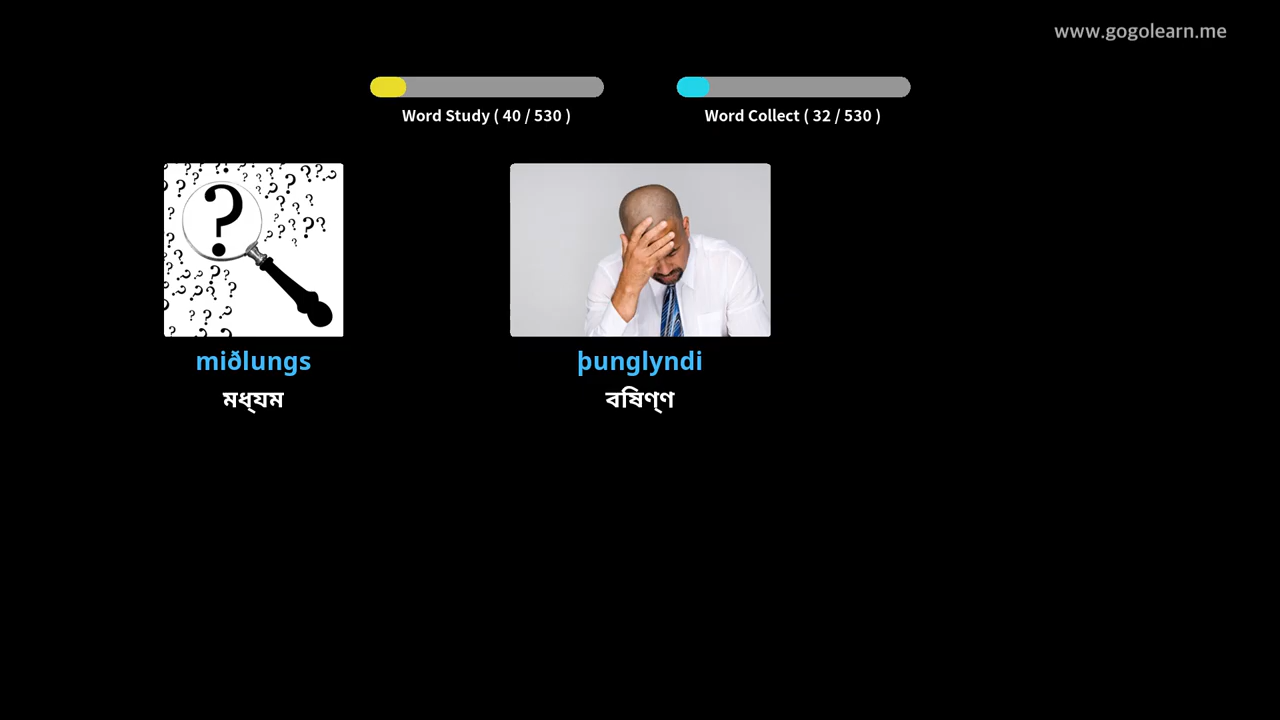 www.gogolearn.me
Word Study ( 40 / 530 )
Word Collect ( 32 / 530 )
miðlungs
þunglyndi
মধ্যম
বিষণ্ণ